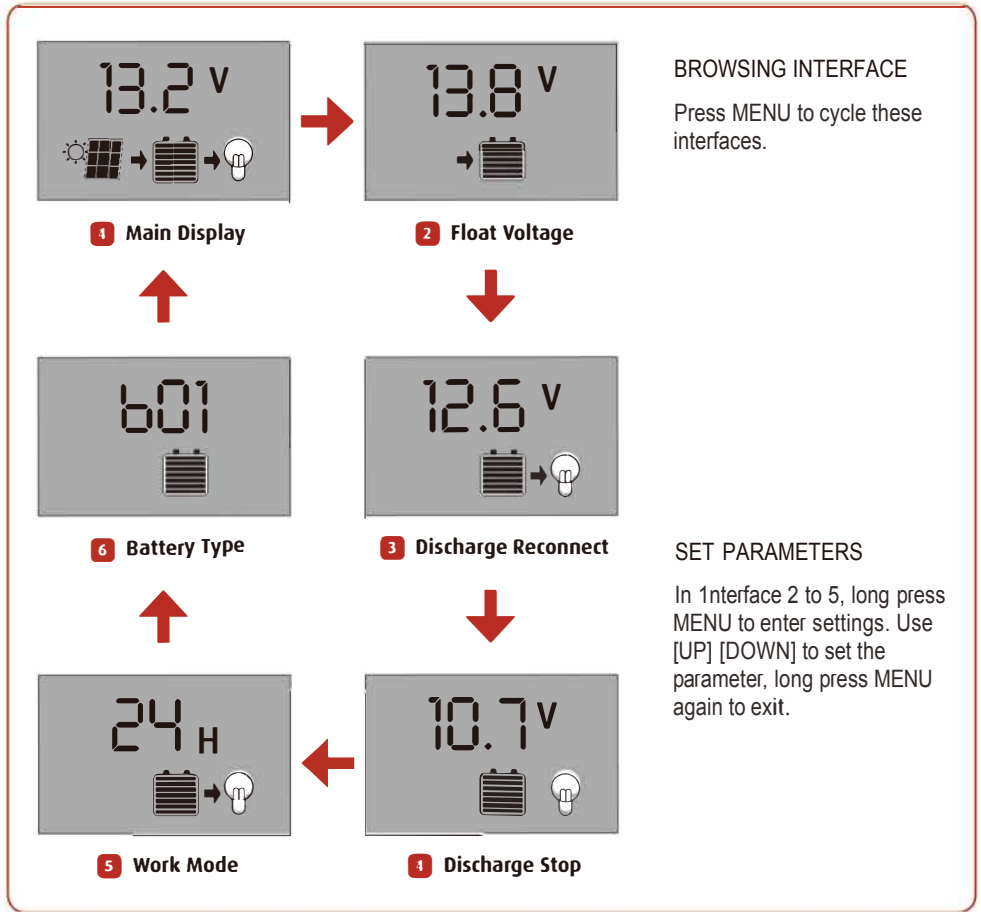 13.2 V
1 Main Display
13.8 V
2 Float Voltage
BROWSING INTERFACE
Press MENU to cycle these
interfaces.
b01
6 Battery Type
12.6 V
3 Discharge Reconnect
SET PARAMETERS
In 1nterface 2 to 5, long press
MENU to enter settings. Use
[UP] [DOWN] to set the
parameter, long press MENU
again to exit.
24 H
5 Work Mode
10.7 V
4 Discharge Stop